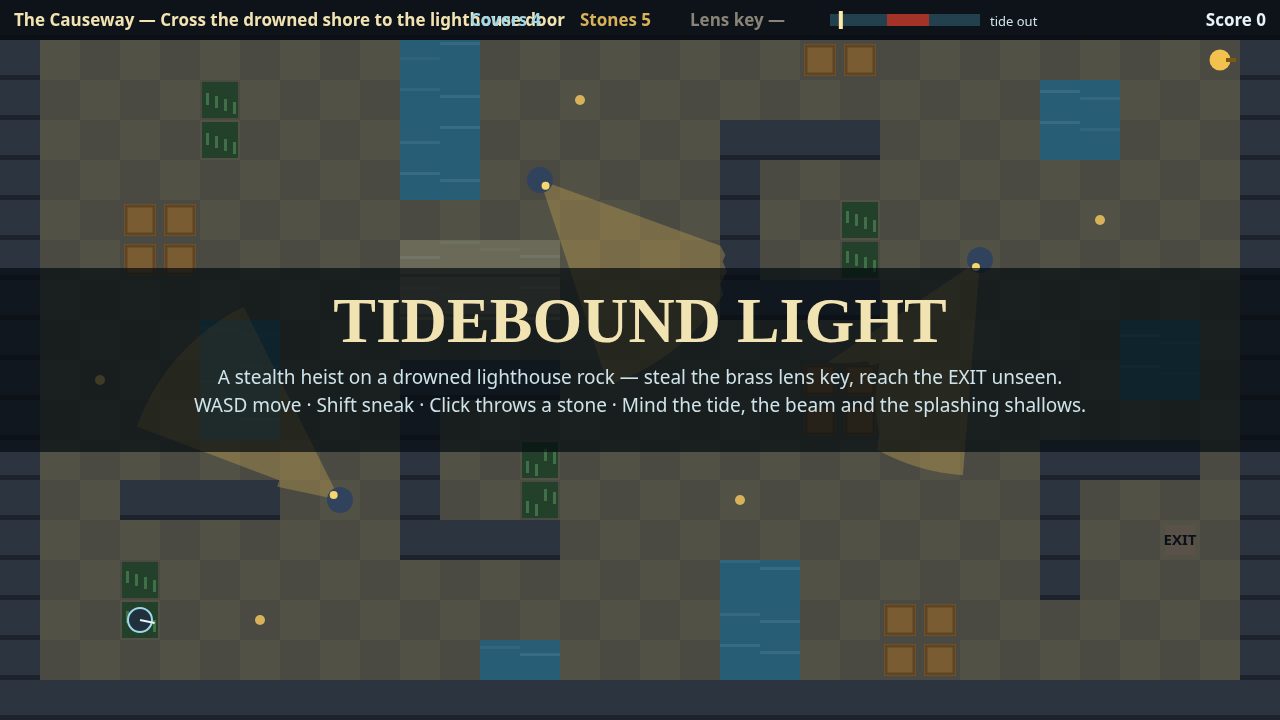 The Causeway — Cross the drowned shore to the lighthouse door
Stones 5
Lens key —
tide out
Score 0
TIDEBOUND LIGHT
A stealth heist on a drowned lighthouse rock — steal the brass lens key, reach the EXIT unseen.
WASD move · Shift sneak · Click throws a stone · Mind the tide, the beam and the splashing shallows.
EXIT